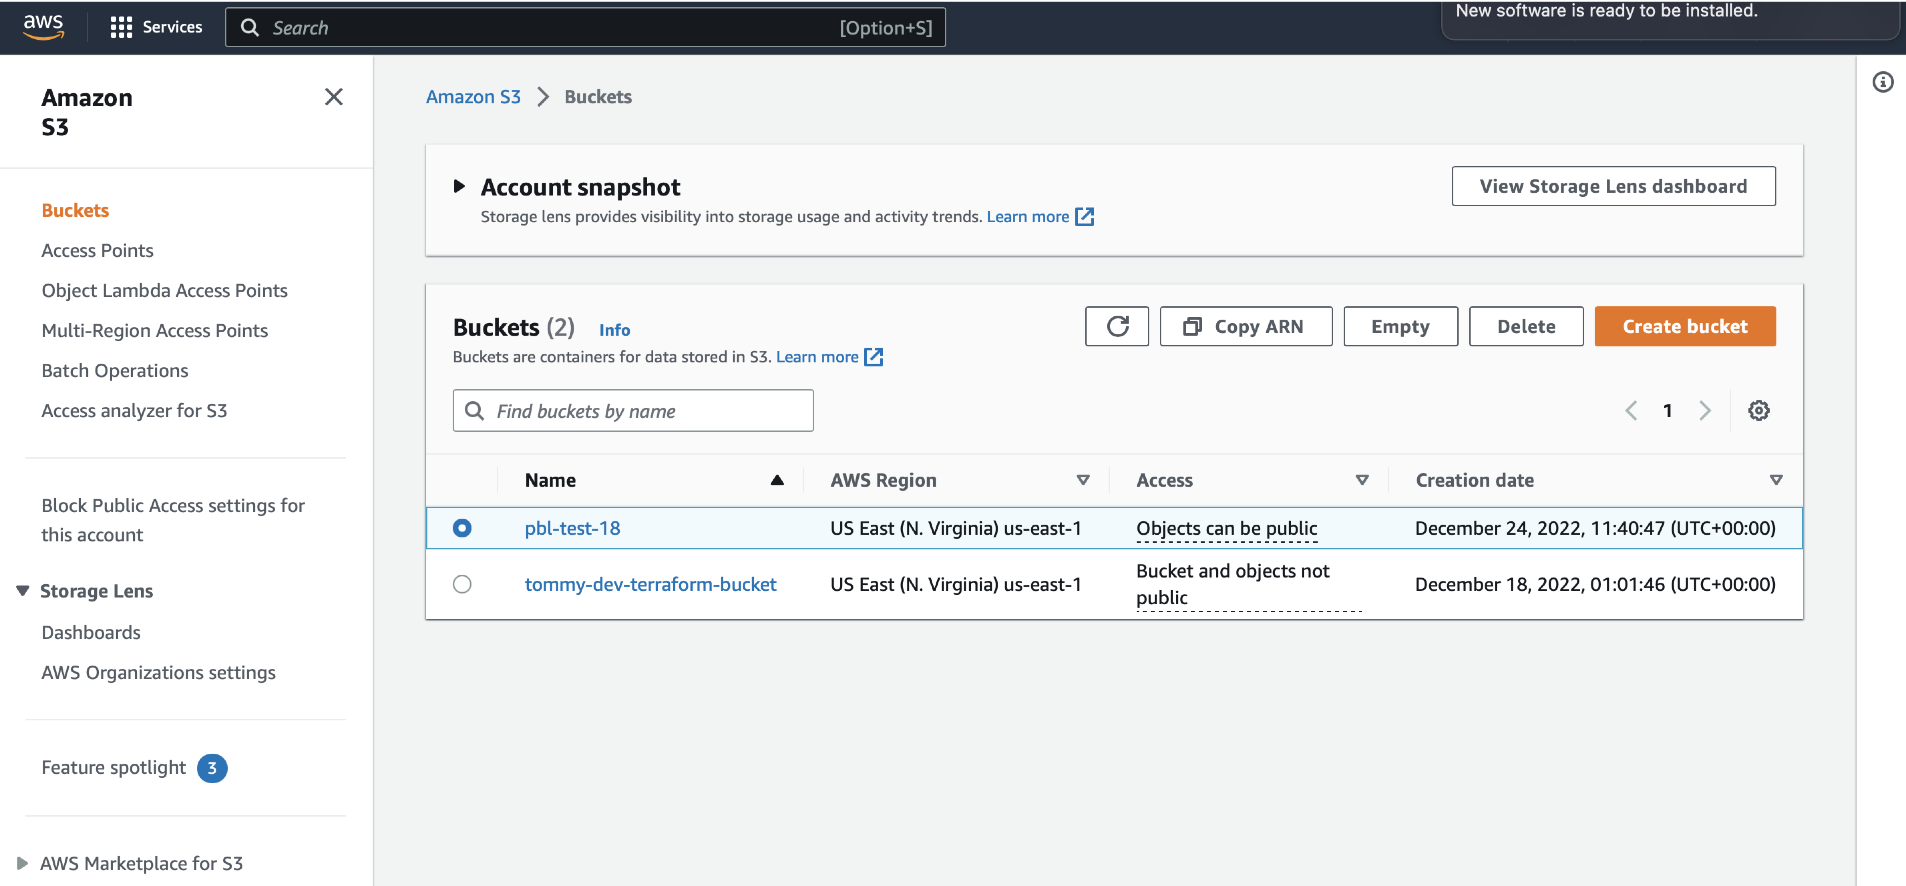 aws
Services
Search
[Option+S]
New software is ready to be installed.
Amazon
S3
Buckets
Access Points
Object Lambda Access Points
Multi-Region Access Points
Batch Operations
Access analyzer for S3
Block Public Access settings for
this account
Storage Lens
Dashboards
AWS Organizations settings
Feature spotlight 3
AWS Marketplace for S3
Amazon S3 > Buckets
Account snapshot
Storage lens provides visibility into storage usage and activity trends. Learn more
View Storage Lens dashboard
Buckets (2) Info
Buckets are containers for data stored in S3. Learn more
Copy ARN
Empty
Delete
Create bucket
Find buckets by name
1
Name AWS Region Access Creation date
pbl-test-18 US East (N. Virginia) us-east-1 Objects can be public December 24, 2022, 11:40:47 (UTC+00:00)
tommy-dev-terraform-bucket US East (N. Virginia) us-east-1 Bucket and objects not
public December 18, 2022, 01:01:46 (UTC+00:00)